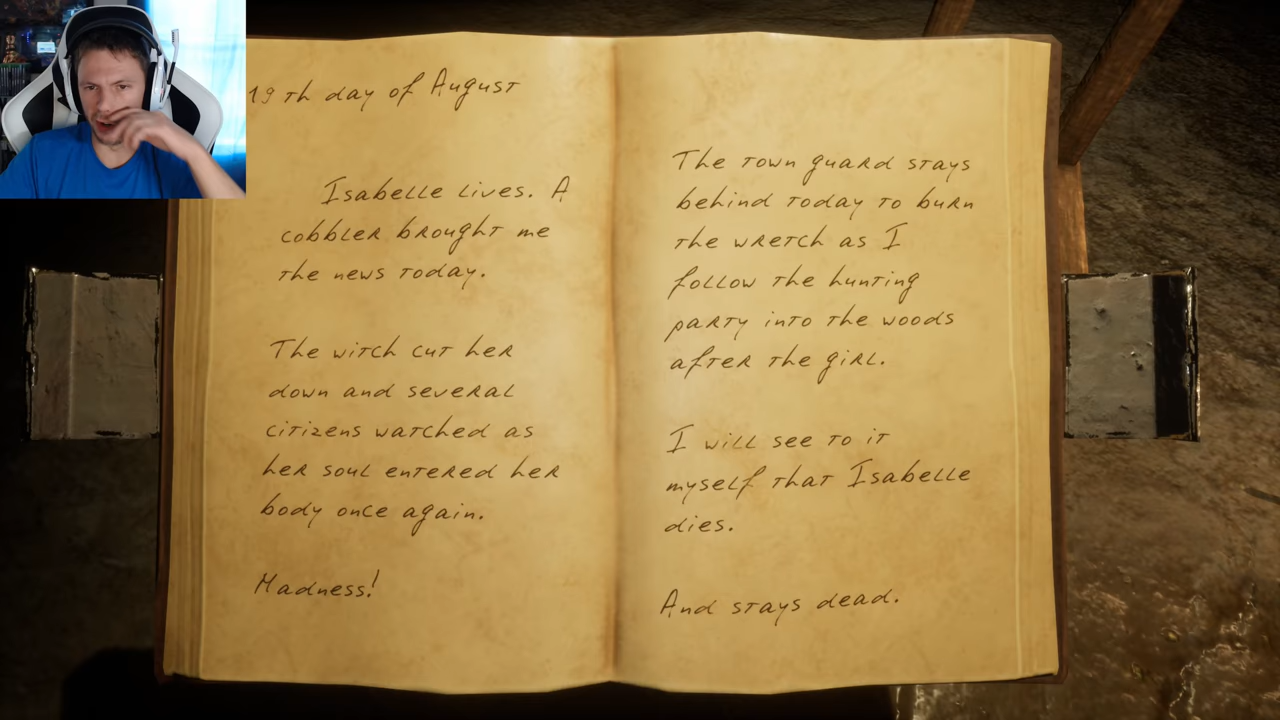 19th day of August
Isabelle lives. A
cobbler brought me
the news today.
The witch cut her
down and several
citizens watched as
her soul entered her
body once again.
Madness!
The town guard stays
behind today to burn
the wretch as I
follow the hunting
party into the woods
after the girl.
I will see to it
myself that Isabelle
dies.
And stays dead.